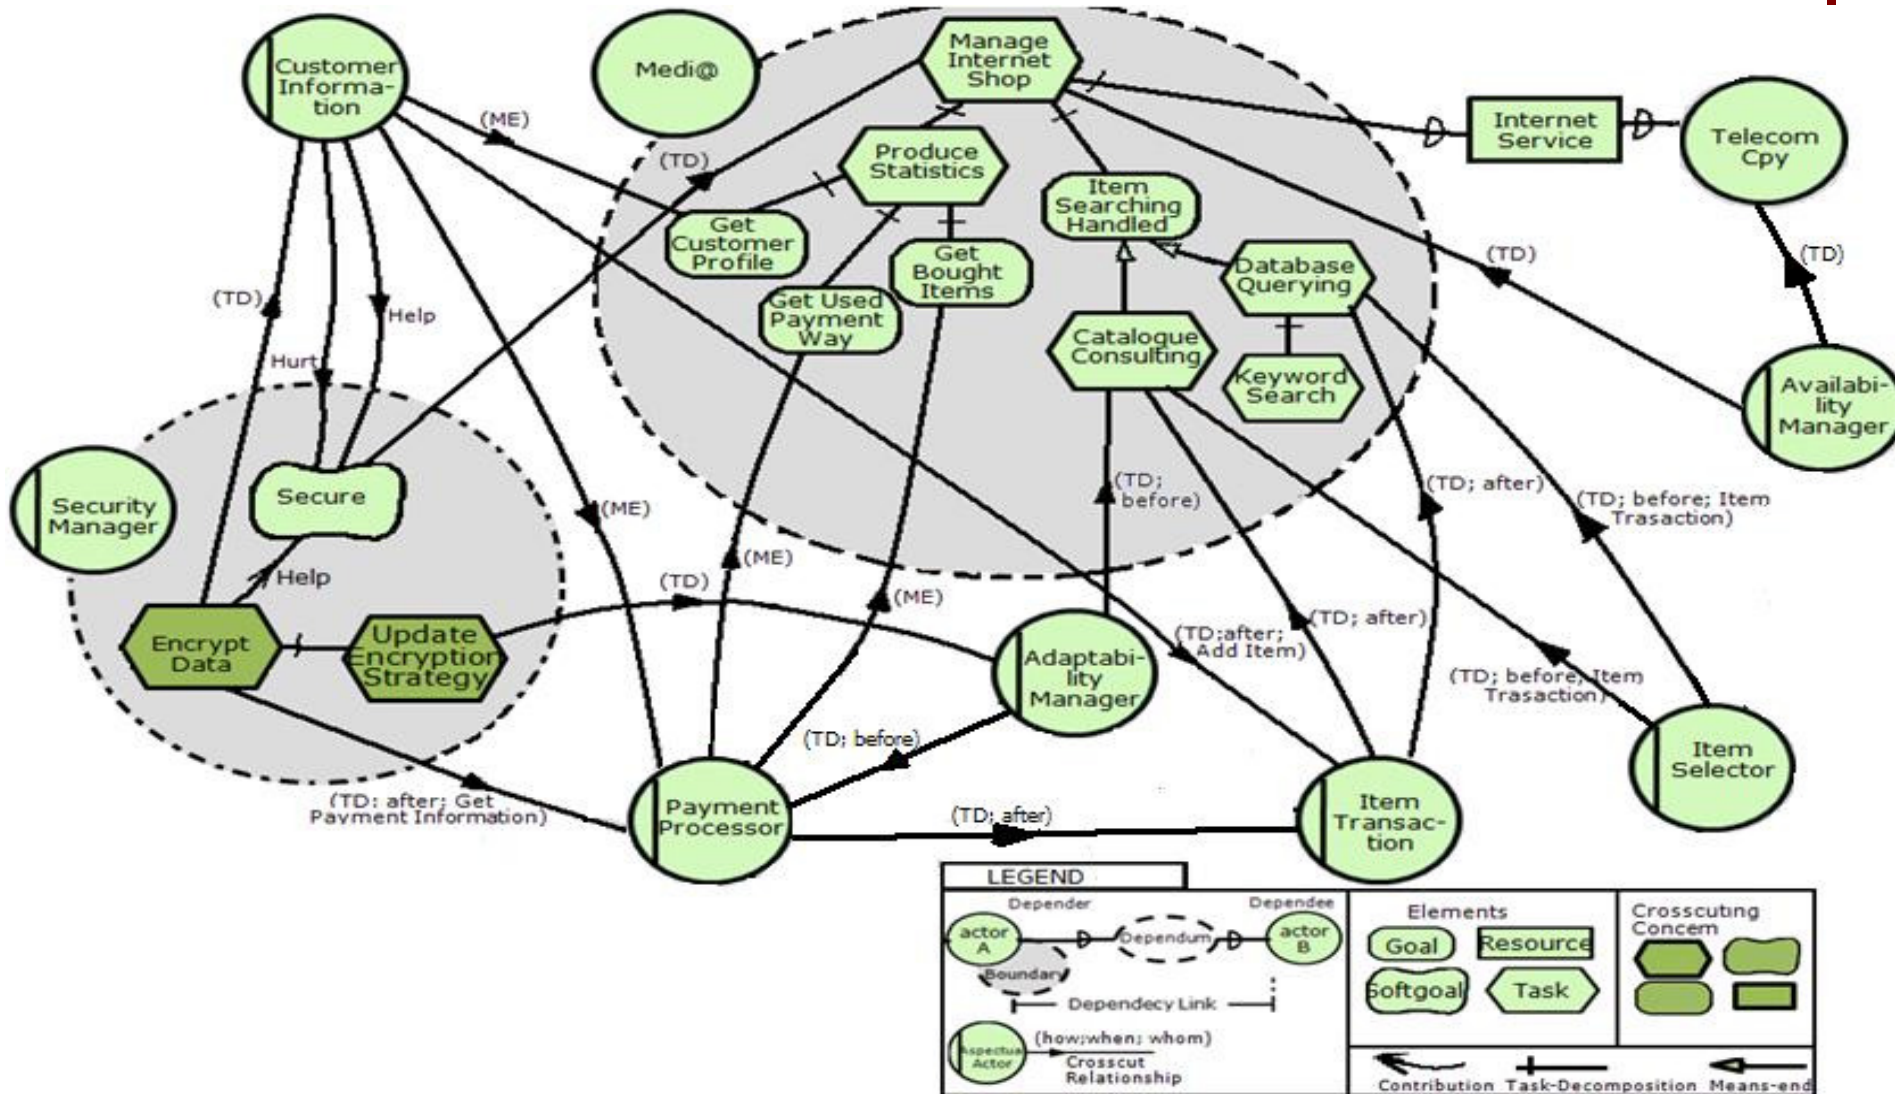 Customer
Informa-
tion
Medi@
Manage
Internet
Shop
Internet
Service
Telecom
Cpy
(ME)
(TD)
Produce
Statistics
Item
Searching
Handled
Get
Customer
Profile
Get
Bought
Items
Get Used
Payment
Way
Database
Querying
Catalogue
Consulting
Keyword
Search
(TD)
(TD)
Availabi-
lity
Manager
(TD)
Help
Hurt
Security
Manager
Secure
Help
Encrypt
Data
Update
Encryption
Strategy
(ME)
(TD)
(ME)
(ME)
(TD;
before)
(TD; after)
(TD; before; Item
Trasaction)
(TD; after)
(TD;after;
Add Item)
(TD; before; Item
Trasaction)
Adaptabi-
lity
Manager
(TD; before)
(TD: after; Get
Payment Information)
Payment
Processor
(TD; after)
Item
Transac-
tion
Item
Selector
LEGEND
Depender
Dependee
actor
A
Dependum
actor
B
Boundary
Dependecy Link
(how;when; whom)
Aspectual
Actor
Crosscut
Relationship
Elements
Goal
Resource
Softgoal
Task
Crosscuting
Concern
Contribution
Task-Decomposition
Means-end